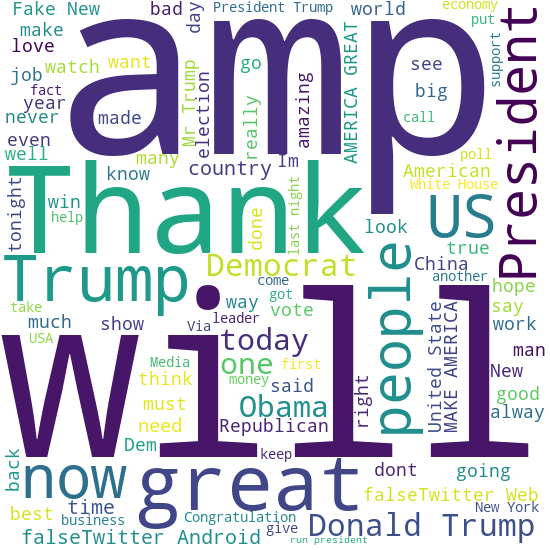 Fake New
bad
day
President Trump
world
economy
put
make
love
watch
want
go
see
support
job
fact
year
big
never
made
Mr Trump
election
really
amazing
AMERICA GREAT
call
even
amp
President
well
know
many
country
Im
poll
American
White House
tonight
Thank
win
help
done
last night
look
US
true
Democrat
China
another
Trump
way
come
got
people
hope
say
take
much
show
Via
leader
vote
United State
MAKE AMERICA
work
USA
will
today
man
Media
one
first
right
New
think
money
said
must
Obama
good
need
Republican
alway
Dem
back
now
great
keep
dont
going
best
time
business
falseTwitter Web
Congratulation
give
New York
falseTwitter Android
Donald Trump
run president